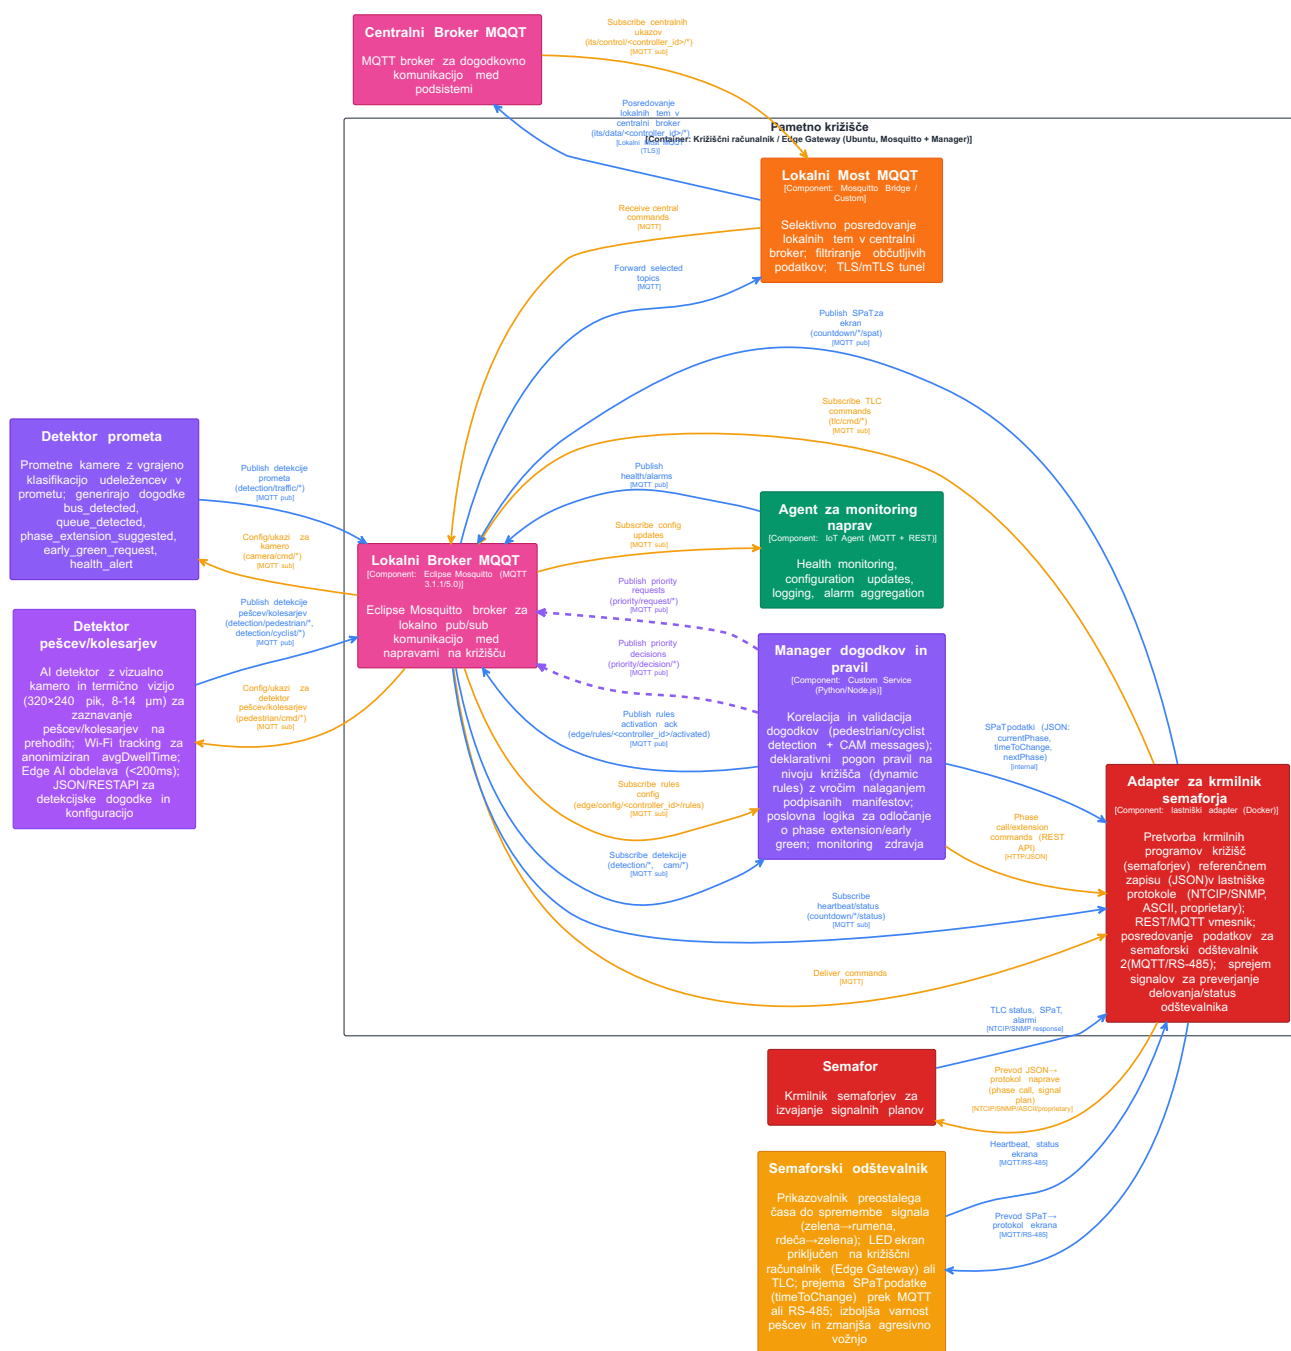 Centralni Broker MQQT
MQTT broker za dogodkovno
komunikacijo med
podsistemi
Subscribe centralnih
ukazov
(its/control/<controller_id>/*)
[MQTT sub]
Posredovanje
lokalnih tem v
centralni broker
(its/data/<controller_id>/*)
[Lokalni Most MQQT
(TLS)]
Pametno križišče
[Container: Križiščni računalnik / Edge Gateway (Ubuntu, Mosquitto + Manager)]
Lokalni Most MQQT
[Component: Mosquitto Bridge /
Custom]
Selektivno posredovanje
lokalnih tem v centralni
broker; filtriranje občutljivih
podatkov; TLS/mTLS tunel
Receive central
commands
[MQTT]
Forward selected
topics
[MQTT]
Publish SPaTza
ekran
(countdown/*/spat)
[MQTT pub]
Subscribe TLC
commands
(tlc/cmd/*)
[MQTT sub]
Detektor prometa
Prometne kamere z vgrajeno
klasifikacijo udeležencev v
prometu; generirajo dogodke
bus_detected,
queue_detected,
phase_extension_suggested,
early_green_request,
health_alert
Publish detekcije
prometa
(detection/traffic/*)
[MQTT pub]
Config/ukazi za
kamero
(camera/cmd/*)
[MQTT sub]
Publish
health/alarms
[MQTT pub]
Subscribe config
updates
[MQTT sub]
Agent za monitoring
naprav
[Component: IoT Agent (MQTT + REST)]
Health monitoring,
configuration updates,
logging, alarm aggregation
Lokalni Broker MQQT
[Component: Eclipse Mosquitto (MQTT
3.1.1/5.0)]
Eclipse Mosquitto broker za
lokalno pub/sub
komunikacijo med
napravami na križišču
Publish priority
requests
(priority/request/*)
[MQTT pub]
Publish priority
decisions
(priority/decision/*)
[MQTT pub]
Detektor
pešcev/kolesarjev
AI detektor z vizualno
kamero in termično vizijo
(320×240 pik, 8-14 μm) za
zaznavanje
pešcev/kolesarjev na
prehodih; Wi-Fi tracking za
anonimiziran avgDwellTime;
Edge AI obdelava (<200ms);
JSON/RESTAPI za
detekcijske dogodke in
konfiguracijo
Publish detekcije
pešcev/kolesarjev
(detection/pedestrian/*,
detection/cyclist/*)
[MQTT pub]
Config/ukazi za
detektor
pešcev/kolesarjev
(pedestrian/cmd/*)
[MQTT sub]
Manager dogodkov in
pravil
[Component: Custom Service
(Python/Node.js)]
Korelacija in validacija
dogodkov (pedestrian/cyclist
detection + CAM messages);
deklarativni pogon pravil na
nivoju križišča (dynamic
rules) z vročim nalaganjem
podpisanih manifestov;
poslovna logika za odločanje
o phase extension/early
green; monitoring zdravja
Publish rules
activation ack
(edge/rules/<controller_id>/activated)
[MQTT pub]
Subscribe rules
config
(edge/config/<controller_id>/rules)
[MQTT sub]
Subscribe detekcije
(detection/*, cam/*)
[MQTT sub]
SPaTpodatki (JSON:
currentPhase,
timeToChange,
nextPhase)
[internal]
Phase
call/extension
commands (REST
API)
[HTTP/JSON]
Subscribe
heartbeat/status
(countdown/*/status)
[MQTT sub]
Deliver commands
[MQTT]
Adapter za krmilnik
semaforja
[Component: lastniški adapter (Docker)]
Pretvorba krmilnih
programov križišč
(semaforjev) referenčnem
zapisu (JSON)v lastniške
protokole (NTCIP/SNMP,
ASCII, proprietary);
REST/MQTT vmesnik;
posredovanje podatkov za
semaforski odštevalnik
2(MQTT/RS-485); sprejem
signalov za preverjanje
delovanja/status
odštevalnika
TLC status, SPaT,
alarmi
[NTCIP/SNMP response]
Semafor
Krmilnik semaforjev za
izvajanje signalnih planov
Prevod JSON→
protokol naprave
(phase call, signal
plan)
[NTCIP/SNMP/ASCII/proprietary]
Heartbeat, status
ekrana
[MQTT/RS-485]
Prevod SPaT→
protokol ekrana
[MQTT/RS-485]
Semaforski odštevalnik
Prikazovalnik preostalega
časa do spremembe signala
(zelena→rumena,
rdeča→zelena); LED ekran
priključen na križiščni
računalnik (Edge Gateway) ali
TLC; prejema SPaTpodatke
(timeToChange) prek MQTT
ali RS-485; izboljša varnost
pešcev in zmanjša agresivno
vožnjo